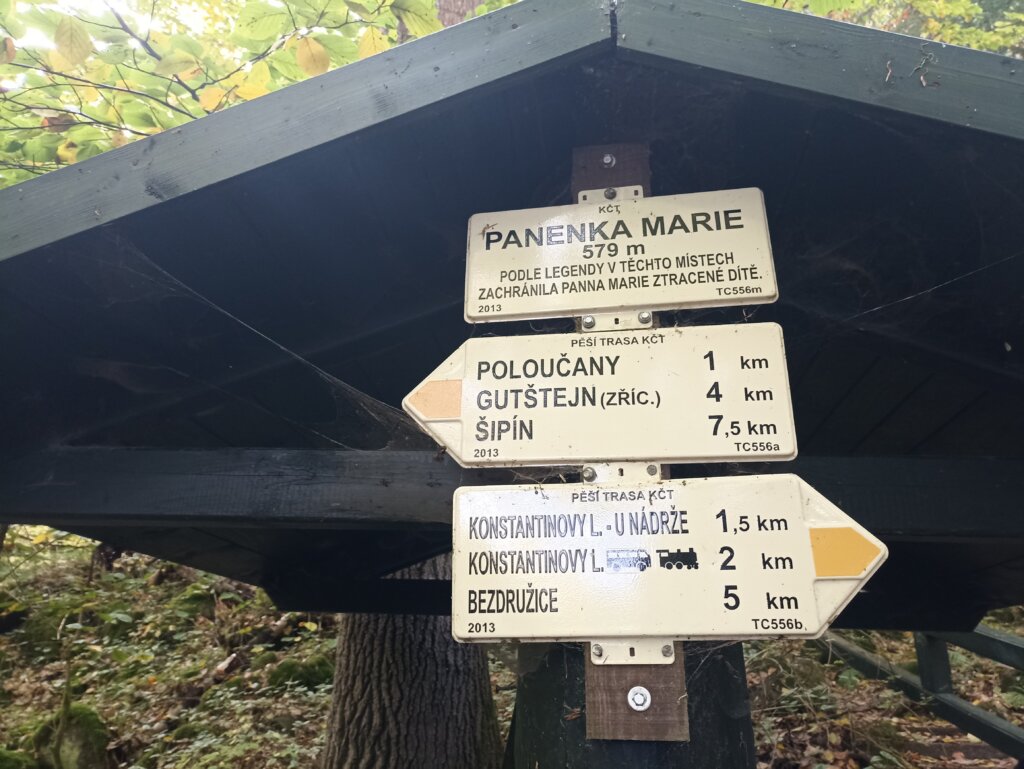 KČT
PANENKA MARIE
579 m
PODLE LEGENDY V TĚCHTO MÍSTECH
ZACHRÁNILA PANNA MARIE ZTRACENÉ DÍTĚ.
2013 TC556m
PĚŠÍ TRASA KČT
POLOUČANY 1 km
GUTŠTEJN (ZŘÍC.) 4 km
ŠIPÍN 7,5 km
2013 TC556a
PĚŠÍ TRASA KČT
KONSTANTINOVY L. - U NÁDRŽE 1,5 km
KONSTANTINOVY L. 2 km
BEZDRUŽICE 5 km
2013 TC556b